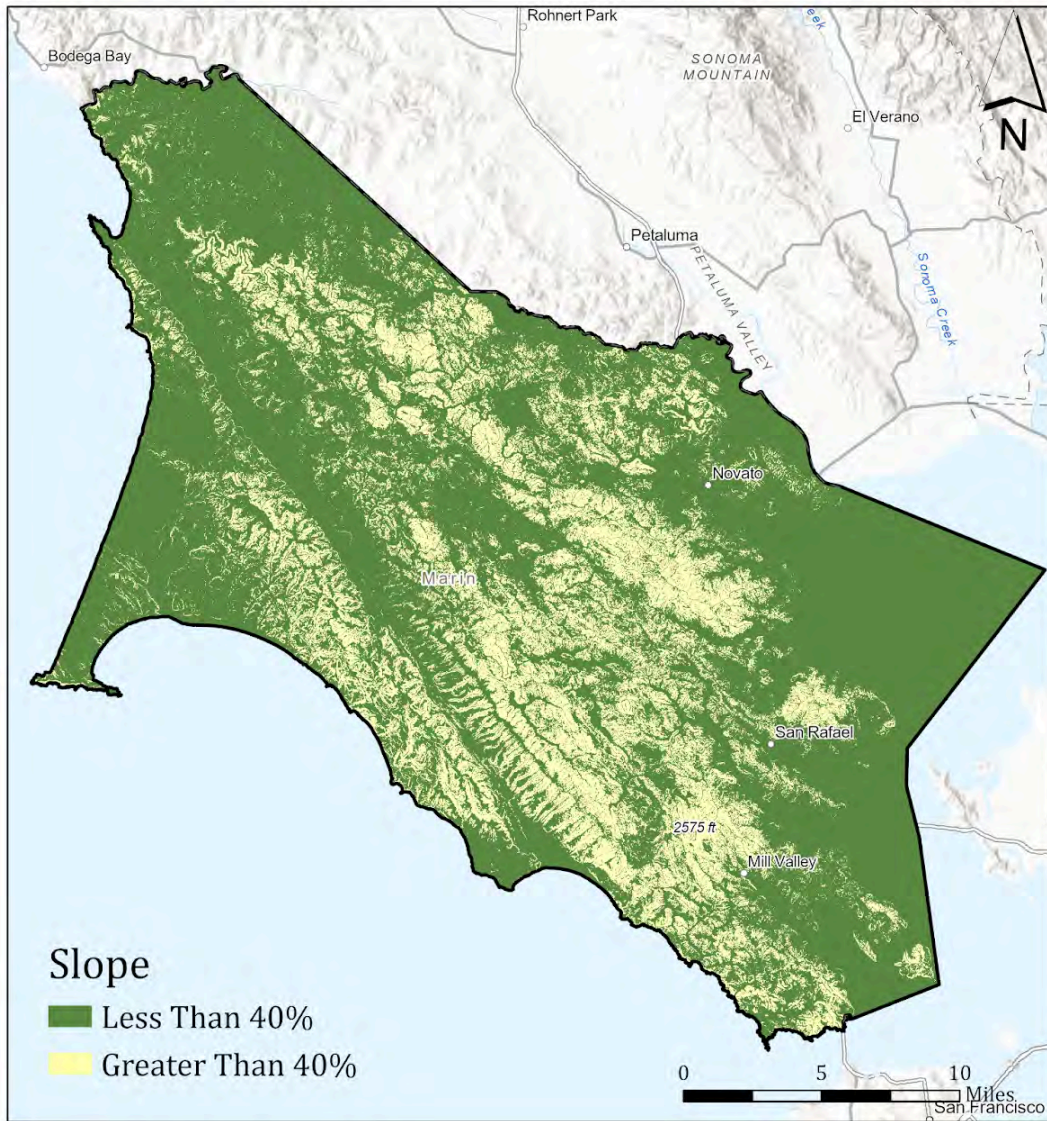 Rohnert Park
Creek
Bodega Bay
SONOMA
MOUNTAIN
El Verano
N
Petaluma
PETALUMA VALLEY
Sonoma Creek
Novato
Marin
San Rafael
2575 ft
Mill Valley
Slope
Less Than 40%
Greater Than 40%
0 5 10
Miles
San Francisco